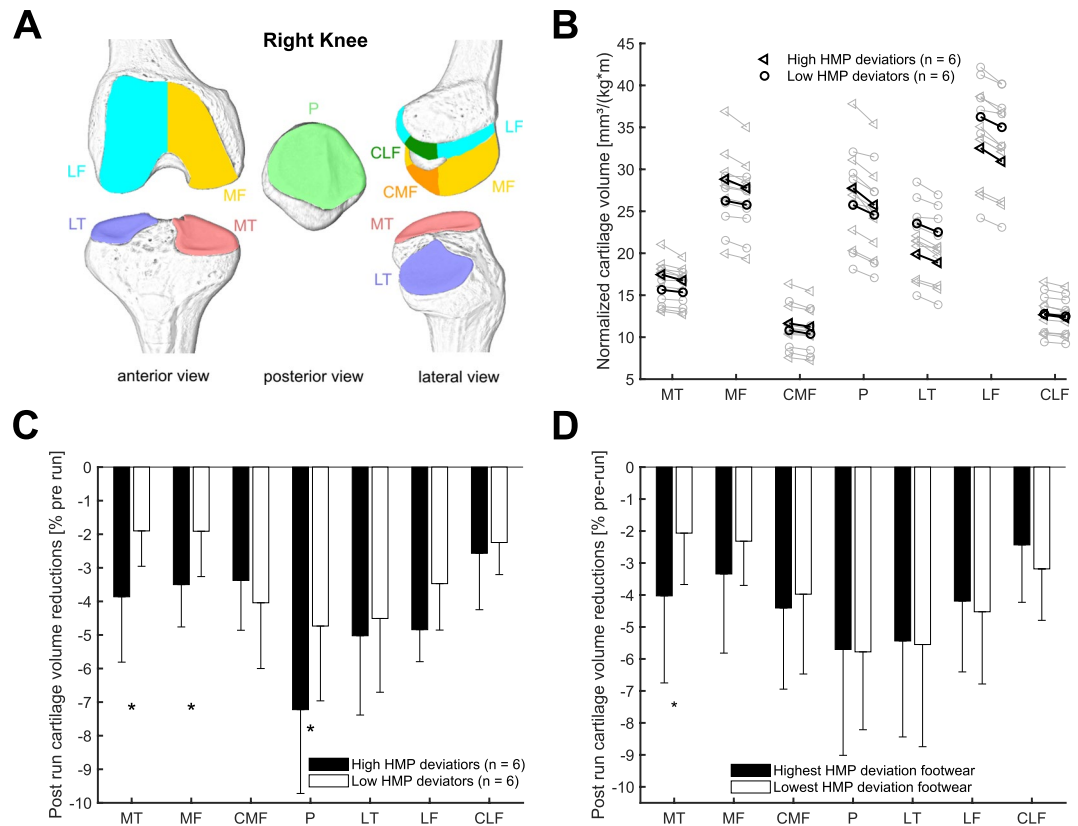 A
Right Knee
P
LF
CLF
LF
CMF
MF
MF
LT
MT
MT
LT
anterior view
posterior view
lateral view
B
Normalized cartilage volume [mm³/(kg*m)
45
40
35
30
25
20
15
10
5
High HMP deviators (n = 6)
Low HMP deviators (n = 6)
MT MF CMF P LT LF CLF
C
Post run cartilage volume reductions [% pre run]
0
-1
-2
-3
-4
-5
-6
-7
-8
-9
-10
* * *
High HMP deviators (n = 6)
Low HMP deviators (n = 6)
MT MF CMF P LT LF CLF
D
Post run cartilage volume reductions [% pre-run]
0
-1
-2
-3
-4
-5
-6
-7
-8
-9
-10
*
Highest HMP deviation footwear
Lowest HMP deviation footwear
MT MF CMF P LT LF CLF